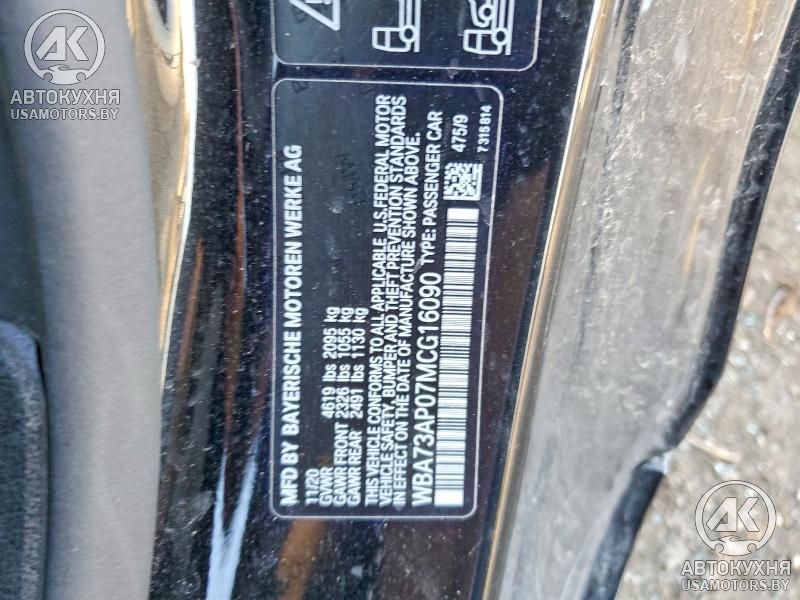 MFD BY BAYERISCHE MOTOREN WERKE AG
11/20
GVWR 4619 lbs 2095 kg
GAWR FRONT 2326 lbs 1055 kg
GAWR REAR 2491 lbs 1130 kg
THIS VEHICLE CONFORMS TO ALL APPLICABLE U.S.FEDERAL MOTOR
VEHICLE SAFETY, BUMPER AND THEFT PREVENTION STANDARDS
IN EFFECT ON THE DATE OF MANUFACTURE SHOWN ABOVE.
WBA73AP07MCG16090 TYPE: PASSENGER CAR
475/9
7316814
АК
АВТОКУХНЯ
USAMOTORS.BY
АК
АВТОКУХНЯ
USAMOTORS.BY